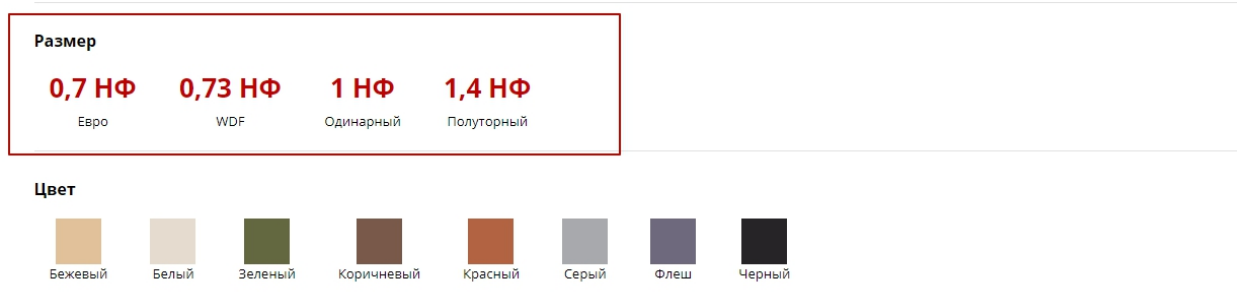 Размер
0,7 НФ 0,73 НФ 1 НФ 1,4 НФ
Евро WDF Одинарный Полуторный
Цвет
Бежевый Белый Зеленый Коричневый Красный Серый Флеш Черный